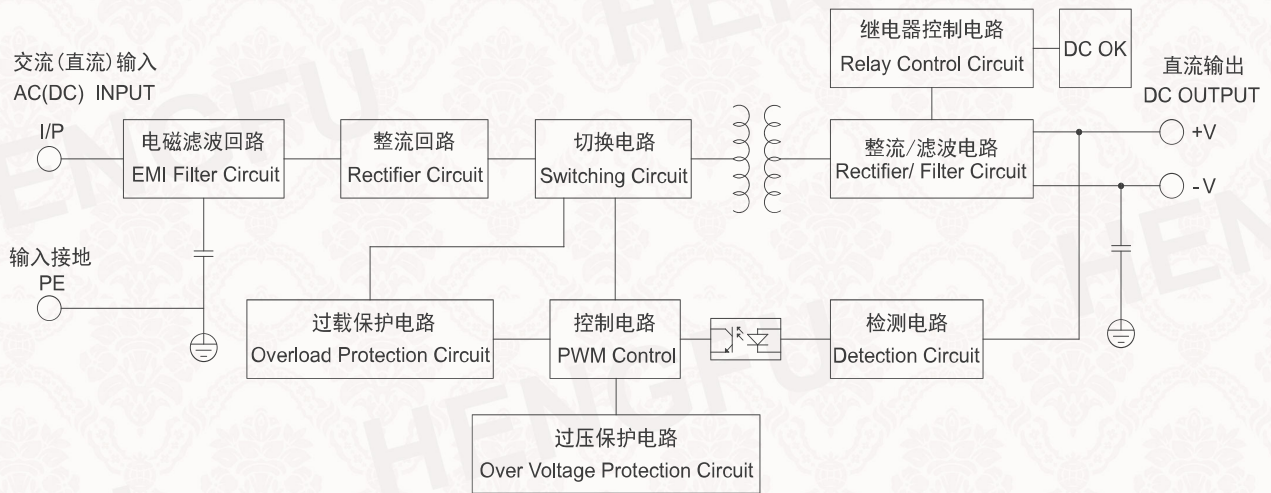 继电器控制电路
Relay Control Circuit
DC OK
交流(直流)输入
AC(DC) INPUT
直流输出
DC OUTPUT
I/P
电磁滤波回路
EMI Filter Circuit
整流回路
Rectifier Circuit
切换电路
Switching Circuit
整流/滤波电路
Rectifier/ Filter Circuit
+V
-V
输入接地
PE
过载保护电路
Overload Protection Circuit
控制电路
PWM Control
检测电路
Detection Circuit
过压保护电路
Over Voltage Protection Circuit
HENGFU
HENGFU
HENG
HENGFU